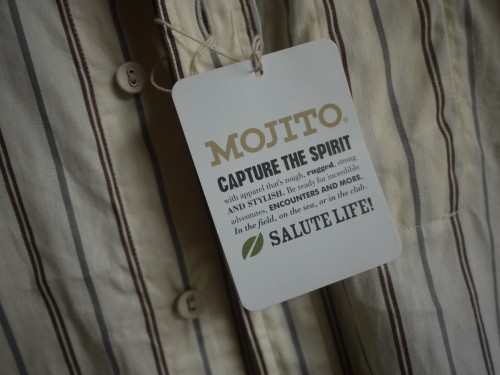 MOJITO®
CAPTURE THE SPIRIT
with apparel that's rough, rugged, strong
AND STYLISH. Be ready for incredible
adventures, ENCOUNTERS AND MORE.
In the field, on the sea, or in the club.
SALUTE LIFE!